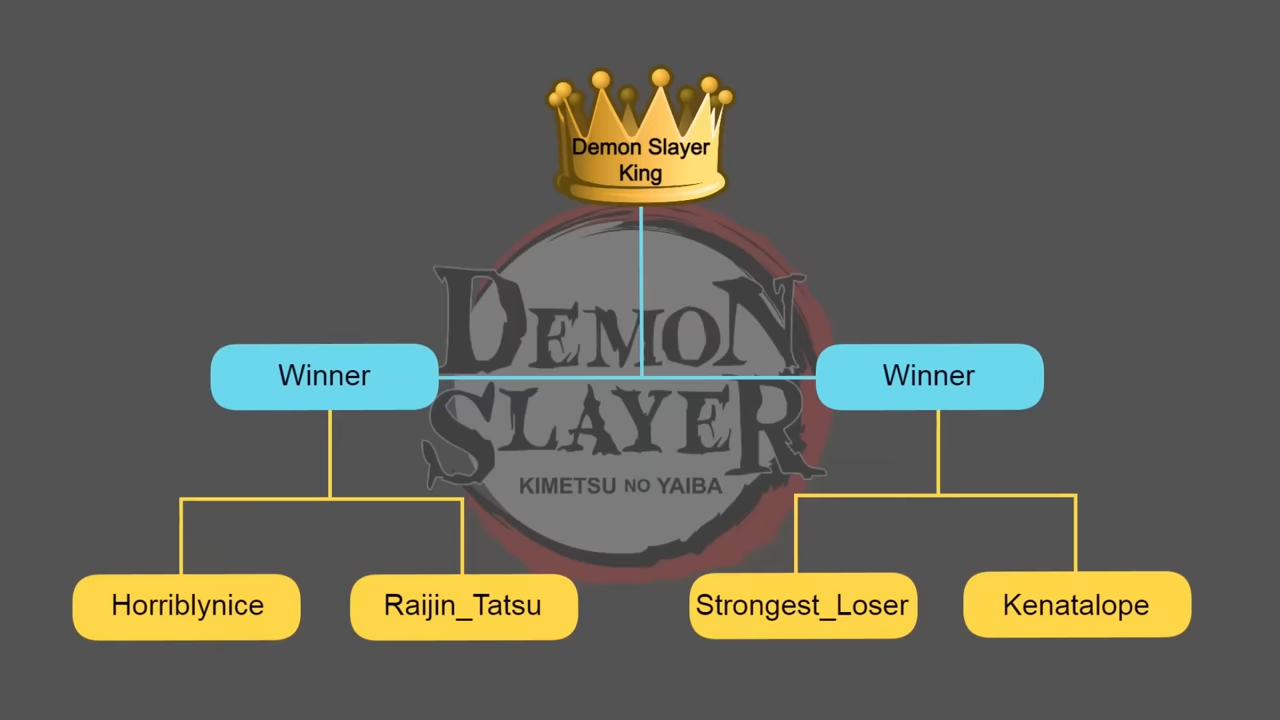 Demon Slayer
King
DEMON
SLAYER
KIMETSU NO YAIBA
Winner
Winner
Horriblynice
Raijin_Tatsu
Strongest_Loser
Kenatalope